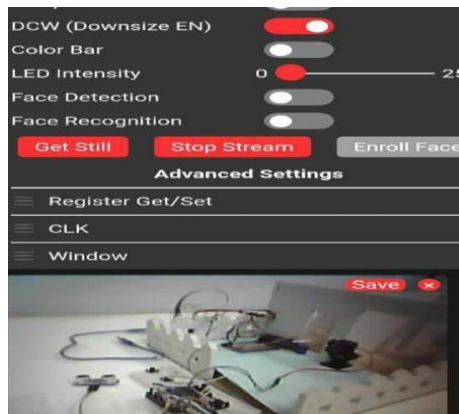 DCW (Downsize EN)
Color Bar
LED Intensity 0 25
Face Detection
Face Recognition
Get Still Stop Stream Enroll Face
Advanced Settings
Register Get/Set
CLK
Window
Save ×